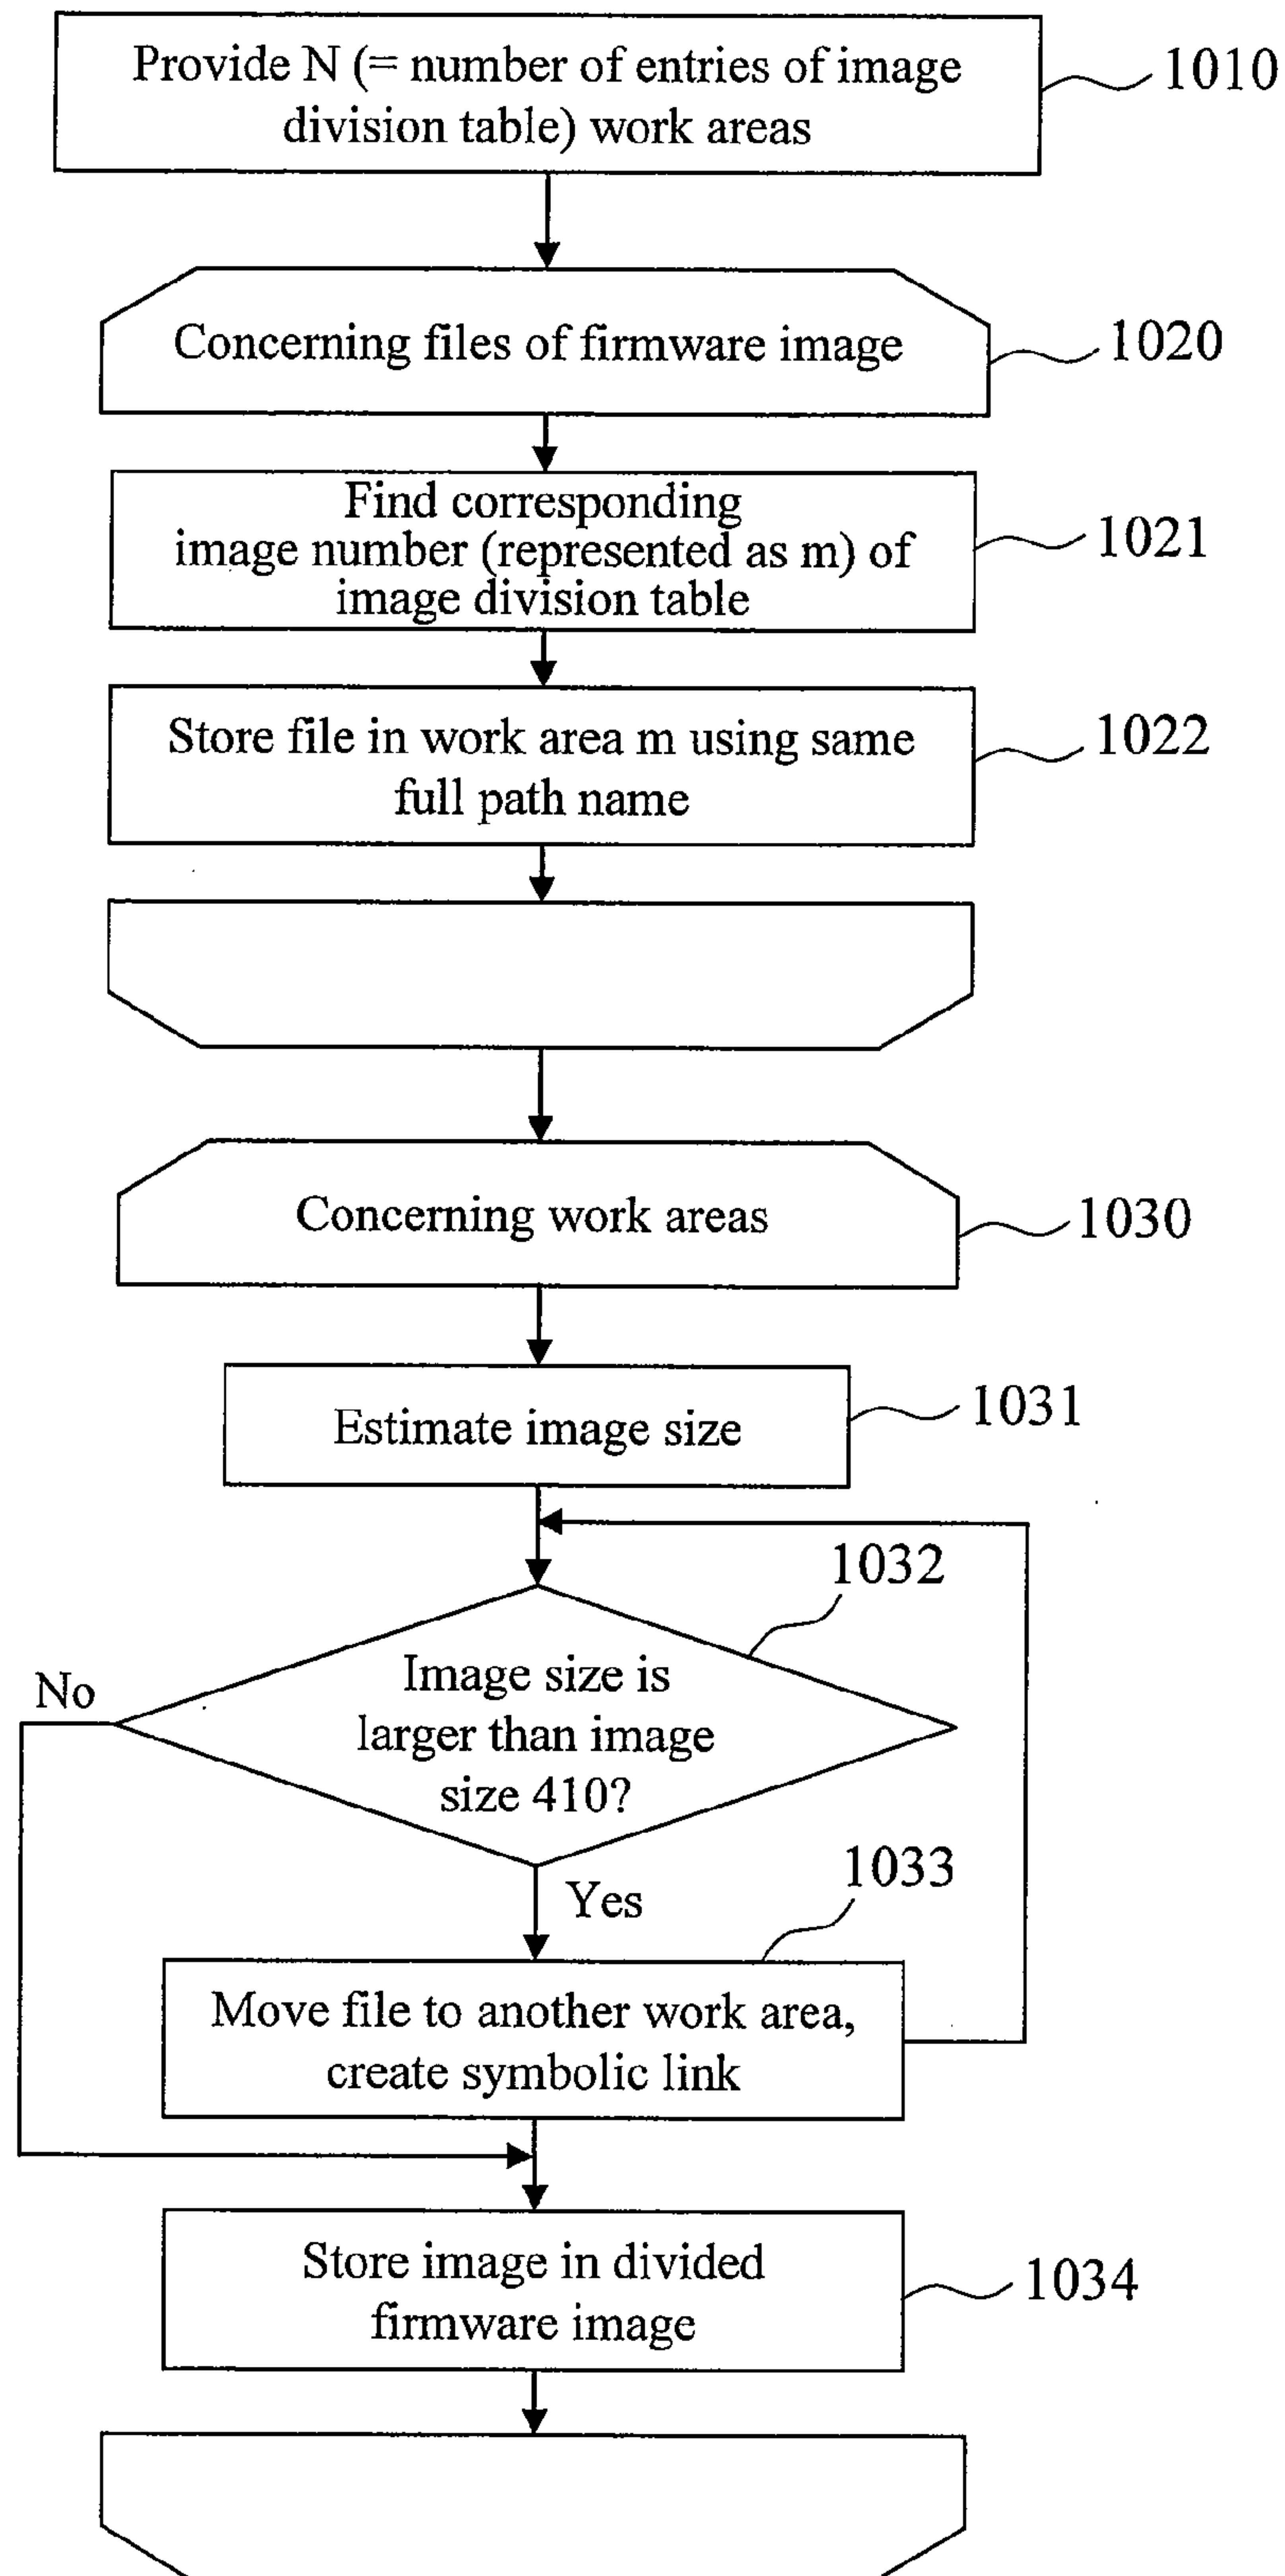 Provide N (= number of entries of image
division table) work areas
1010
Concerning files of firmware image
1020
Find corresponding
image number (represented as m) of
image division table
1021
Store file in work area m using same
full path name
1022
Concerning work areas
1030
Estimate image size
1031
1032
Image size is
larger than image
size 410?
No
Yes
1033
Move file to another work area,
create symbolic link
Store image in divided
firmware image
1034